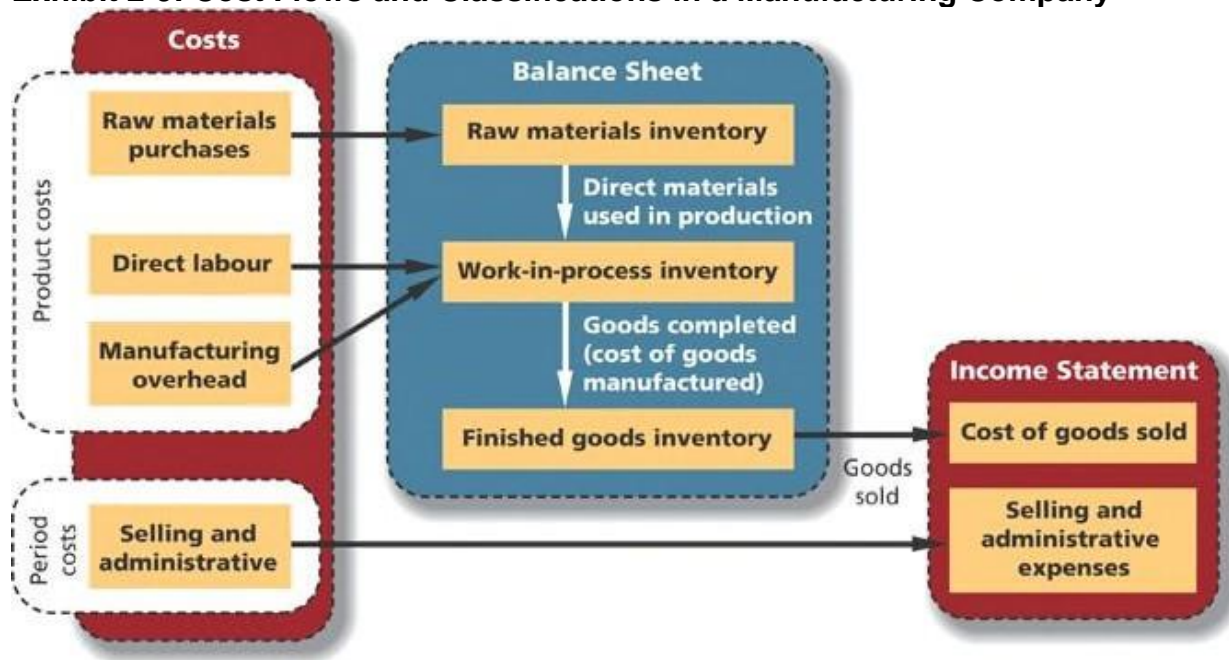 Costs
Product costs
Raw materials
purchases
Direct labour
Manufacturing
overhead
Period
costs
Selling and
administrative
Balance Sheet
Raw materials inventory
Direct materials
used in production
Work-in-process inventory
Goods completed
(cost of goods
manufactured)
Finished goods inventory
Goods
sold
Income Statement
Cost of goods sold
Selling and
administrative
expenses